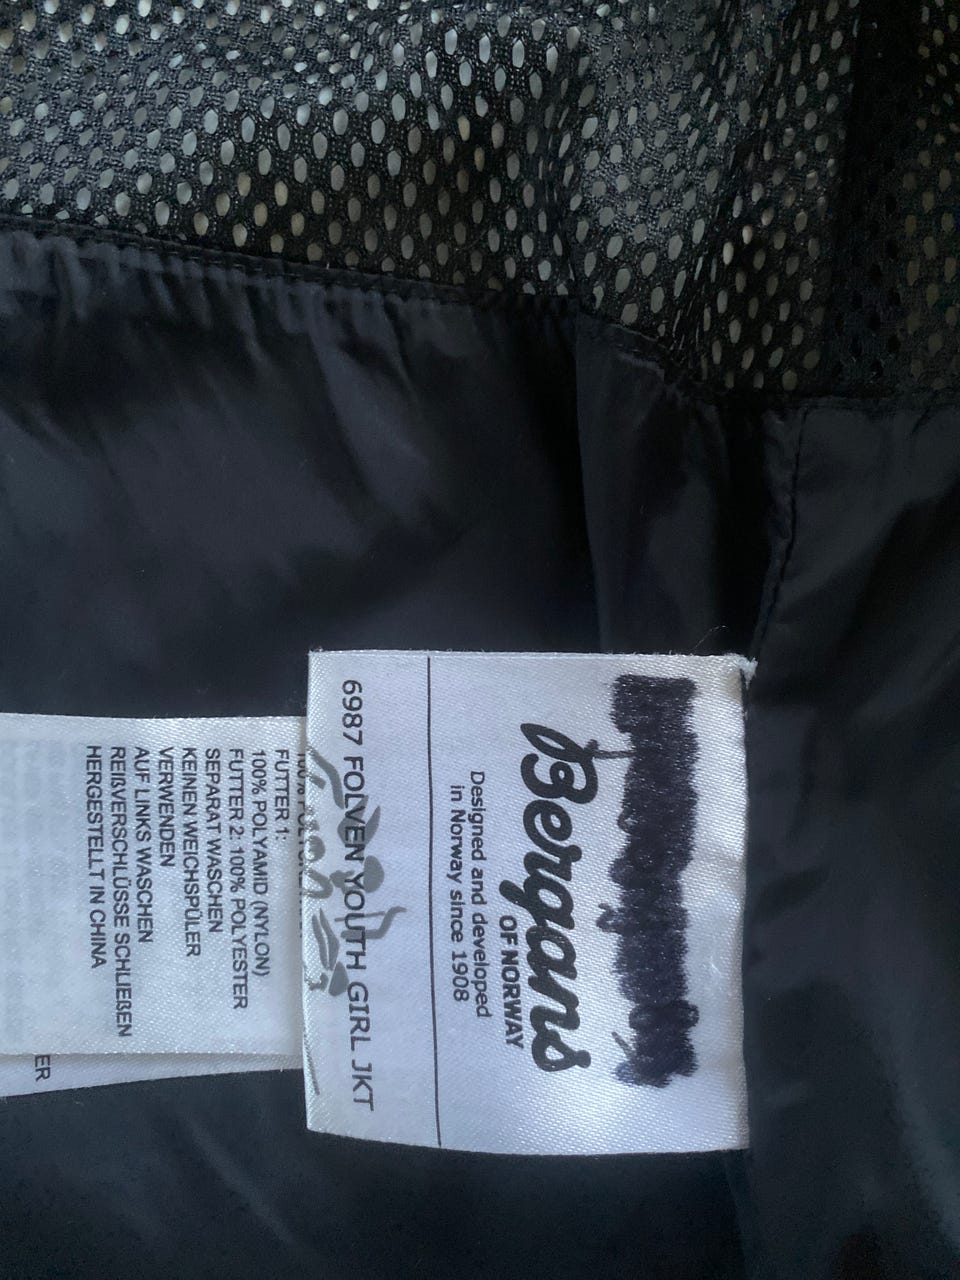 Bergans
OF NORWAY
Designed and developed
in Norway since 1908
6987 FOLVEN YOUTH GIRL JKT
FUTTER 1:
100% POLYAMID (NYLON)
FUTTER 2: 100% POLYESTER
SEPARAT WASCHEN
KEINEN WEICHSPÜLER
VERWENDEN
AUF LINKS WASCHEN
REIßVERSCHLÜSSE SCHLIEßEN
HERGESTELLT IN CHINA
ER